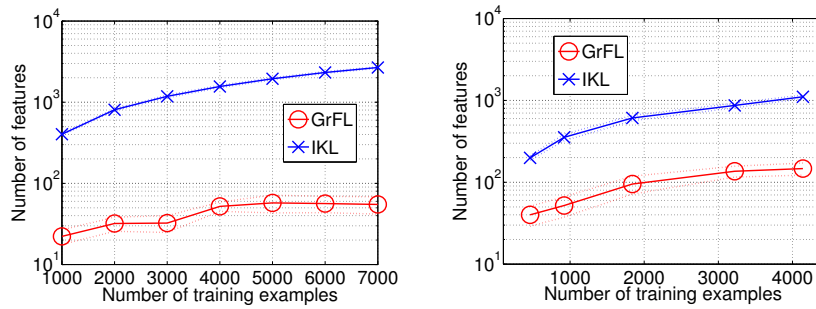 10^4
10^3
10^2
10^1
Number of features
GrFL
IKL
1000 2000 3000 4000 5000 6000 7000
Number of training examples
10^4
10^3
10^2
10^1
Number of features
GrFL
IKL
1000 2000 3000 4000
Number of training examples